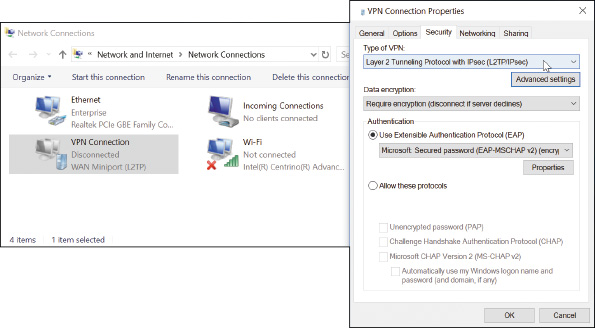 Network Connections
« Network and Internet > Network Connections
Se
Organize
Start this connection
Rename this connection
Delete this connection
Ethernet
Enterprise
Realtek PCIe GBE Family Co...
Incoming Connections
No clients connected
VPN Connection
Disconnected
WAN Miniport (L2TP)
Wi-Fi
Not connected
Intel(R) Centrino(R) Advanc...
4 items
1 item selected
VPN Connection Properties
General
Options
Security
Networking
Sharing
Type of VPN:
Layer 2 Tunneling Protocol with IPsec (L2TP/IPsec)
Advanced settings
Data encryption:
Require encryption (disconnect if server declines)
Authentication
Use Extensible Authentication Protocol (EAP)
Microsoft: Secured password (EAP-MSCHAP v2) (encryp
Properties
Allow these protocols
Unencrypted password (PAP)
Challenge Handshake Authentication Protocol (CHAP)
Microsoft CHAP Version 2 (MS-CHAP v2)
Automatically use my Windows logon name and
password (and domain, if any)
OK
Cancel